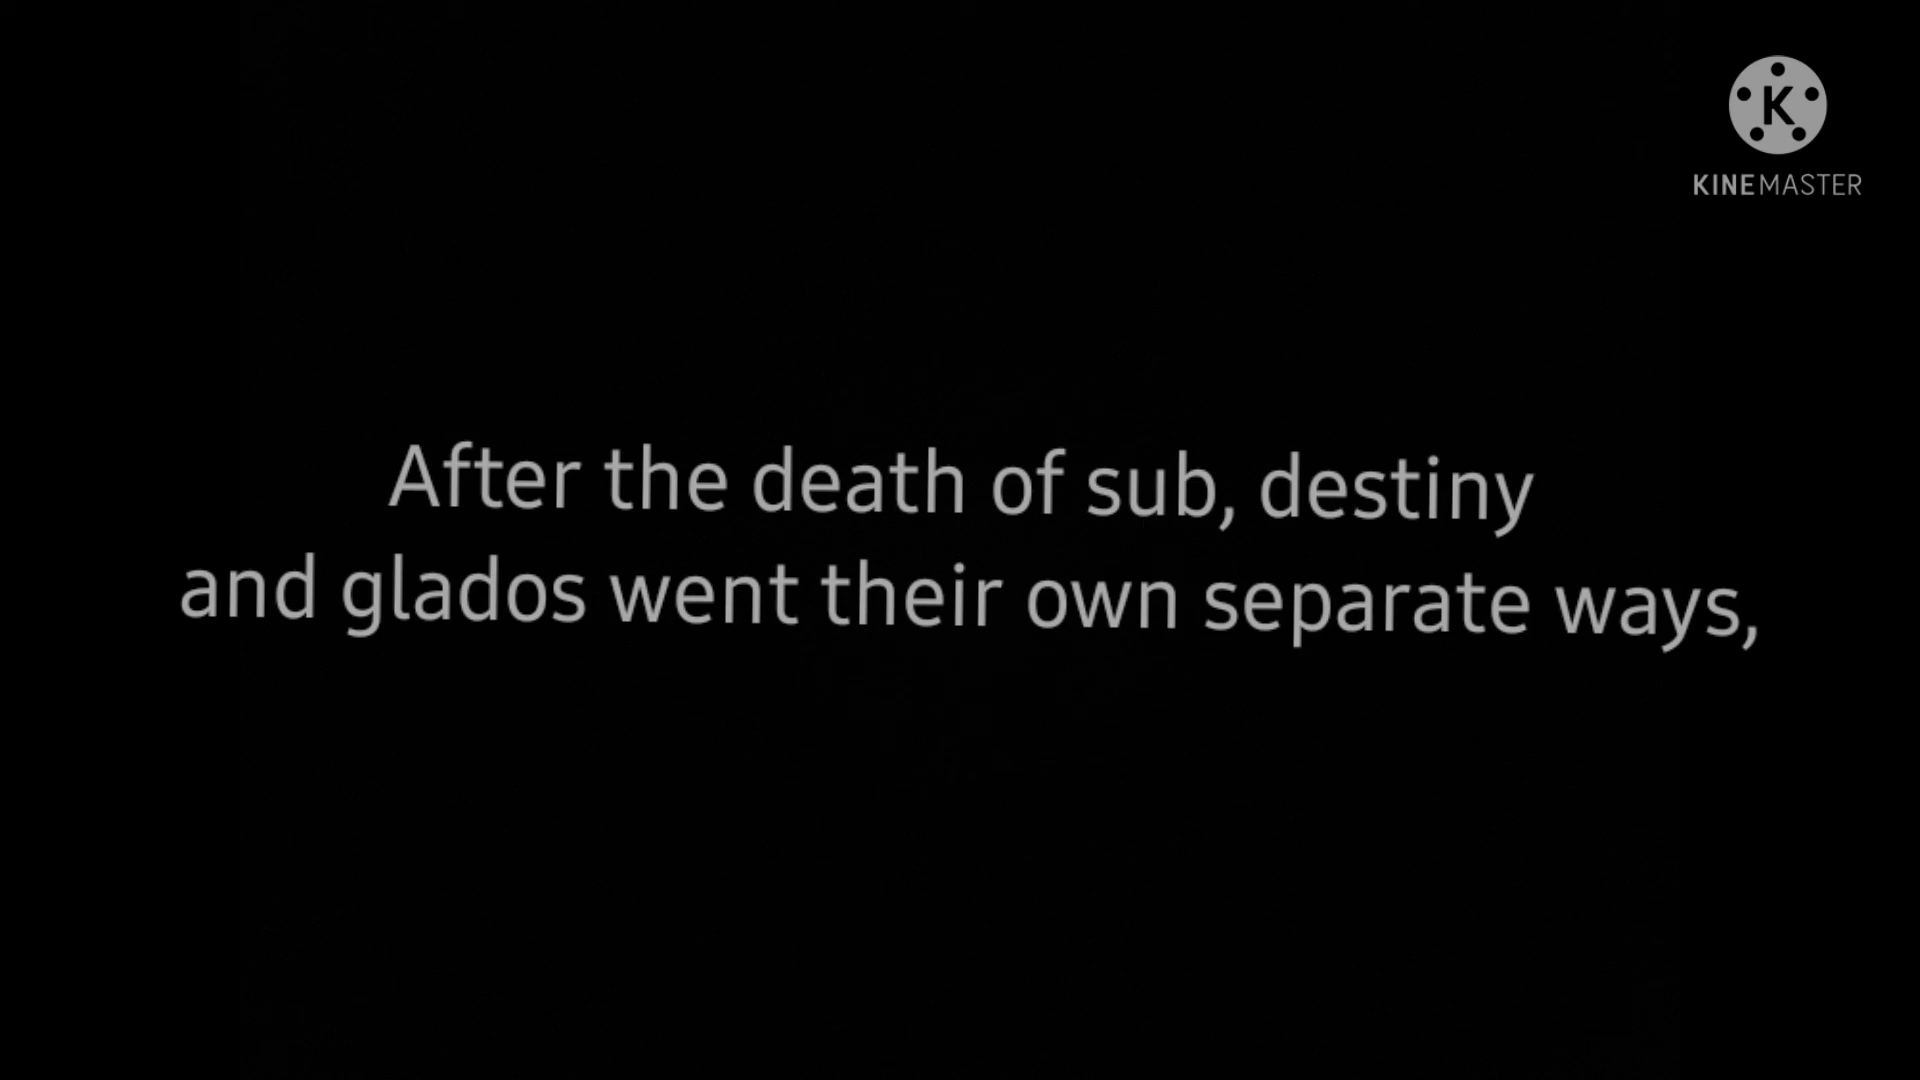 K
KINEMASTER
After the death of sub, destiny
and glados went their own separate ways,